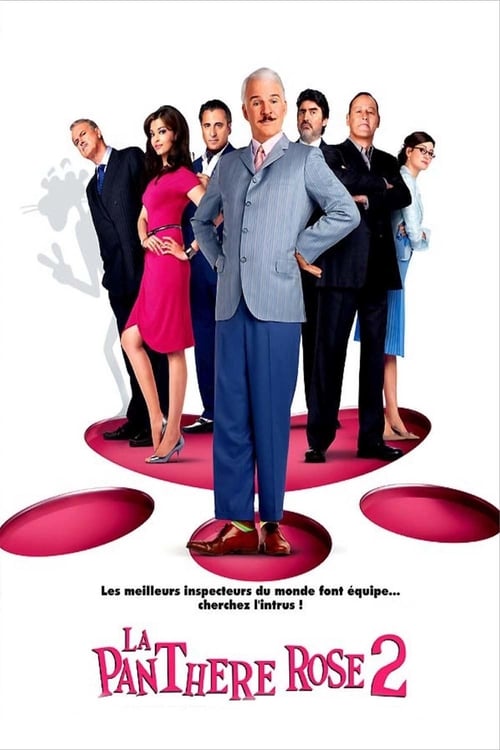 Les meilleurs inspecteurs du monde font équipe...
cherchez l'intrus !
LA
PANTHERE ROSE 2